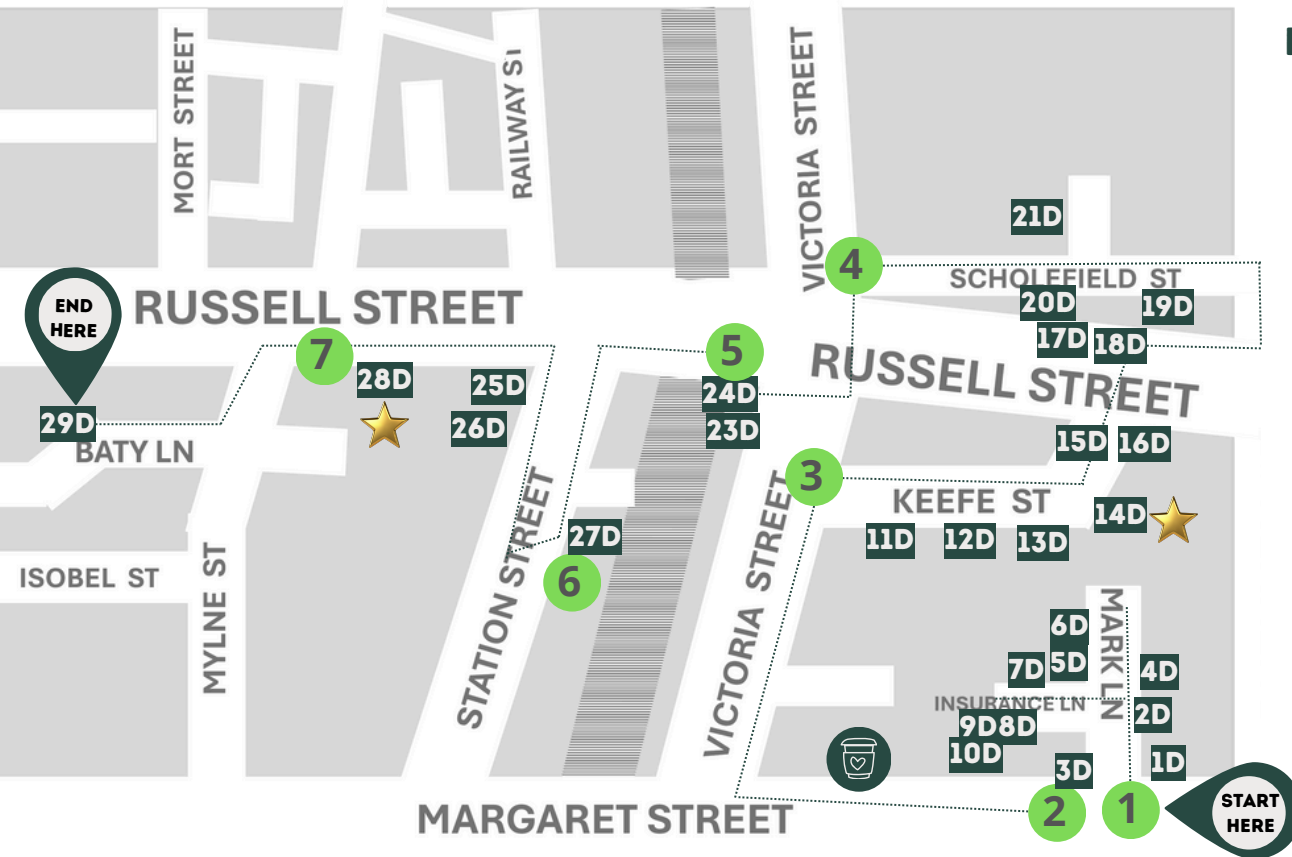 MORT STREET
RAILWAY ST
VICTORIA STREET
21D
4
SCHOLEFIELD ST
END
HERE
RUSSELL STREET
20D
19D
17D
18D
7
5
RUSSELL STREET
28D
25D
24D
29D
26D
23D
15D
16D
BATY LN
3
KEEFE ST
14D
STATION STREET
27D
VICTORIA STREET
11D
12D
13D
6
ISOBEL ST
MYLNE ST
MARK LN
6D
7D
5D
4D
INSURANCE LN
2D
9D
8D
10D
3D
1D
MARGARET STREET
2
1
START
HERE